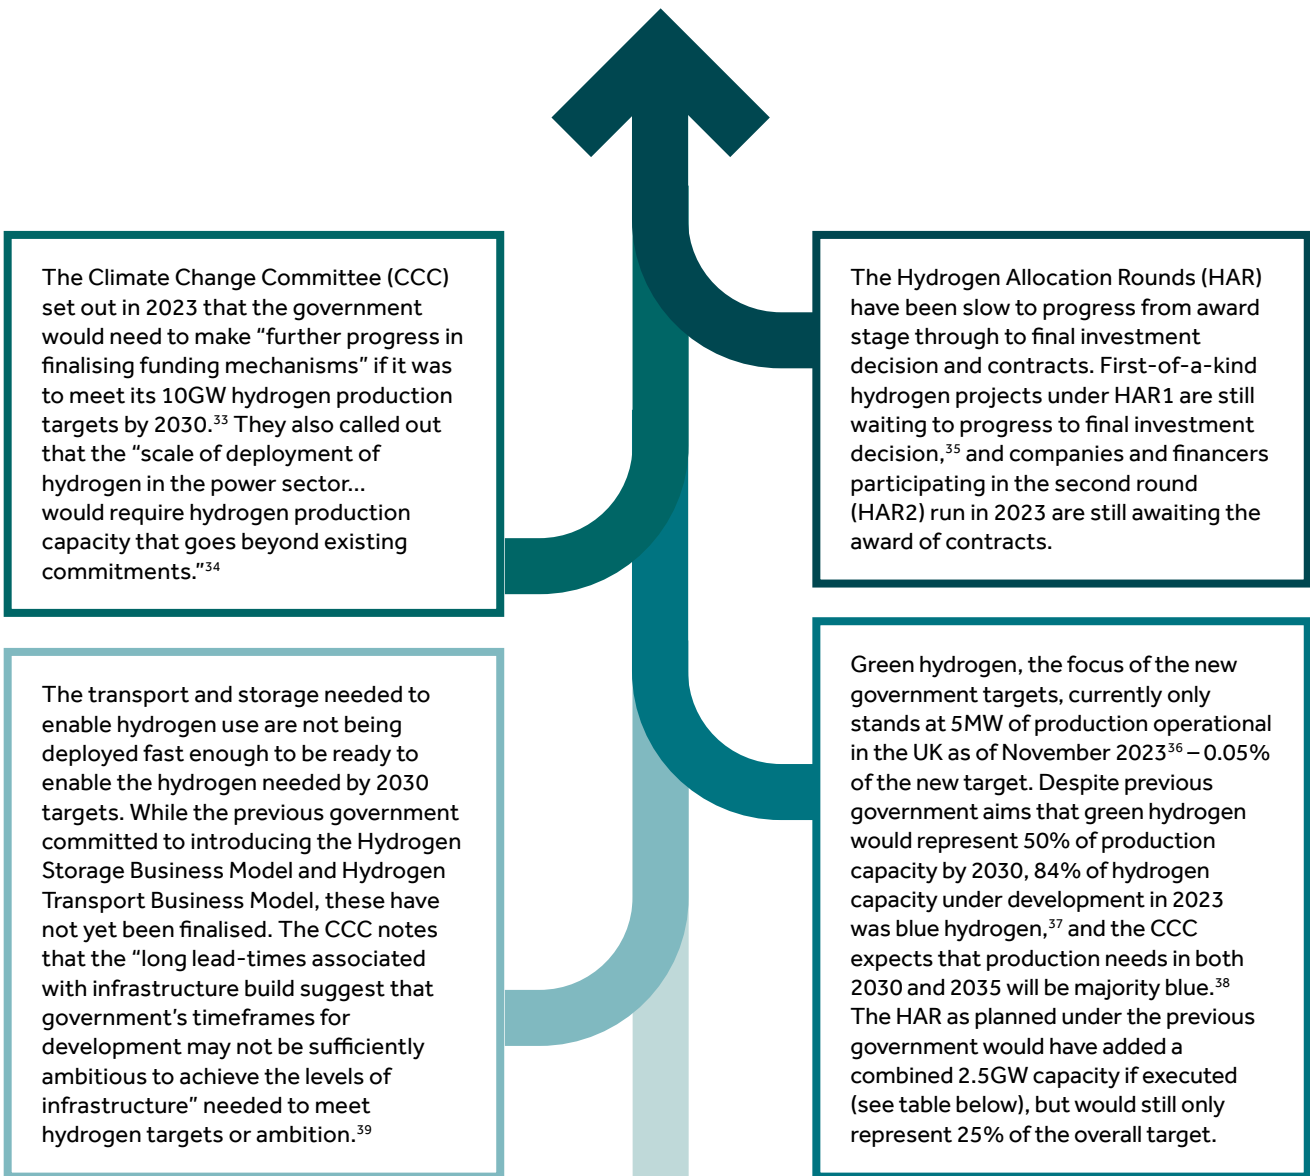 The Climate Change Committee (CCC)
set out in 2023 that the government
would need to make “further progress in
finalising funding mechanisms” if it was
to meet its 10GW hydrogen production
targets by 2030.³³ They also called out
that the “scale of deployment of
hydrogen in the power sector...
would require hydrogen production
capacity that goes beyond existing
commitments.”³⁴
The Hydrogen Allocation Rounds (HAR)
have been slow to progress from award
stage through to final investment
decision and contracts. First-of-a-kind
hydrogen projects under HAR1 are still
waiting to progress to final investment
decision,³⁵ and companies and financers
participating in the second round
(HAR2) run in 2023 are still awaiting the
award of contracts.
The transport and storage needed to
enable hydrogen use are not being
deployed fast enough to be ready to
enable the hydrogen needed by 2030
targets. While the previous government
committed to introducing the Hydrogen
Storage Business Model and Hydrogen
Transport Business Model, these have
not yet been finalised. The CCC notes
that the “long lead-times associated
with infrastructure build suggest that
government’s timeframes for
development may not be sufficiently
ambitious to achieve the levels of
infrastructure” needed to meet
hydrogen targets or ambition.³⁹
Green hydrogen, the focus of the new
government targets, currently only
stands at 5MW of production operational
in the UK as of November 2023³⁶ – 0.05%
of the new target. Despite previous
government aims that green hydrogen
would represent 50% of production
capacity by 2030, 84% of hydrogen
capacity under development in 2023
was blue hydrogen,³⁷ and the CCC
expects that production needs in both
2030 and 2035 will be majority blue.³⁸
The HAR as planned under the previous
government would have added a
combined 2.5GW capacity if executed
(see table below), but would still only
represent 25% of the overall target.